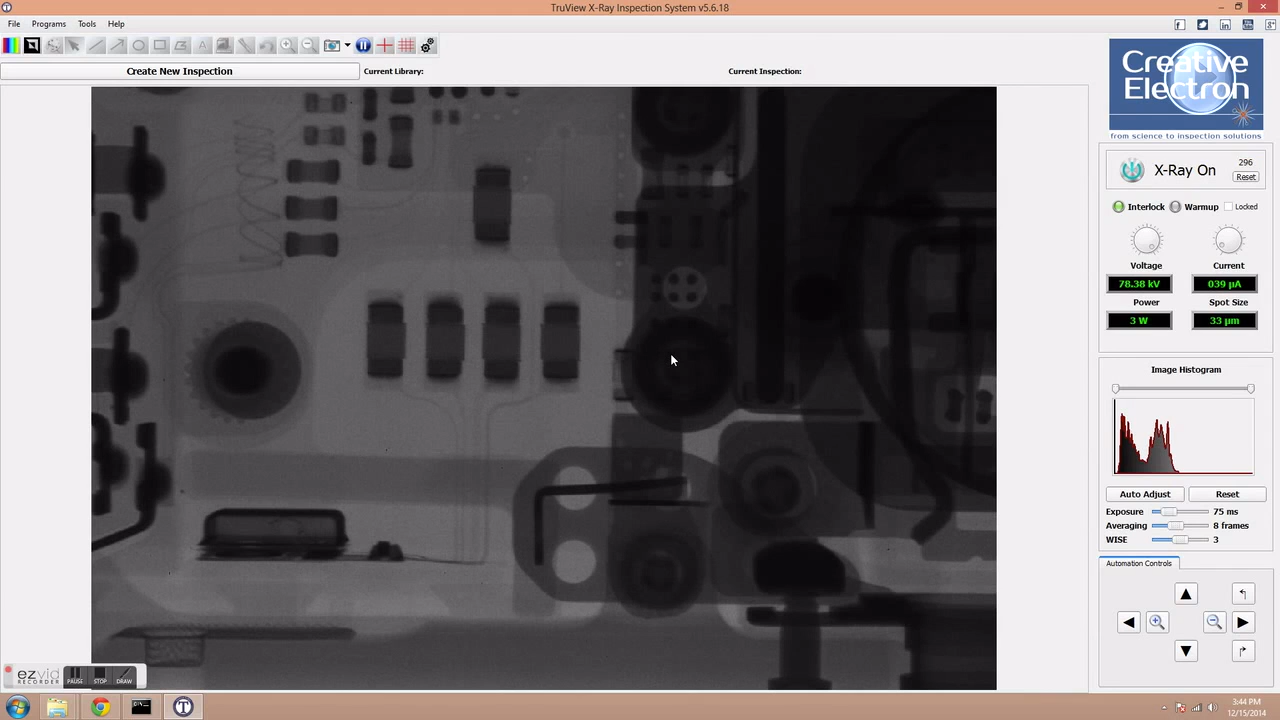 TruView X-Ray Inspection System v5.6.18
File Programs Tools Help
Create New Inspection
Current Library:
Current Inspection:
Creative
Electron
from science to inspection solutions
X-Ray On
296
Reset
Interlock
Warmup
Locked
Voltage
Current
78.38 kV
039 µA
Power
Spot Size
3 W
33 µm
Image Histogram
Auto Adjust
Reset
Exposure 75 ms
Averaging 8 frames
WISE 3
Automation Controls
ezvid
RECORDER
PAUSE
STOP
DRAW
3:44 PM
12/15/2014